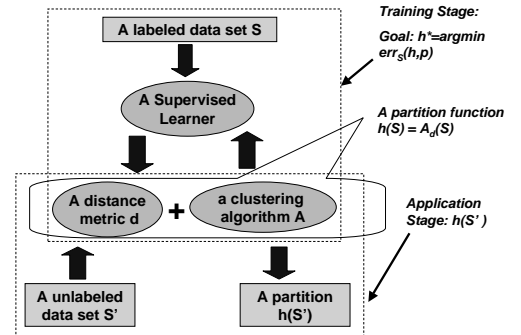 A labeled data set S
Training Stage:
Goal: h*=argmin
err_S(h,p)
A Supervised
Learner
A partition function
h(S) = A_d(S)
A distance
metric d
+
a clustering
algorithm A
Application
Stage: h(S' )
A unlabeled
data set S'
A partition
h(S')